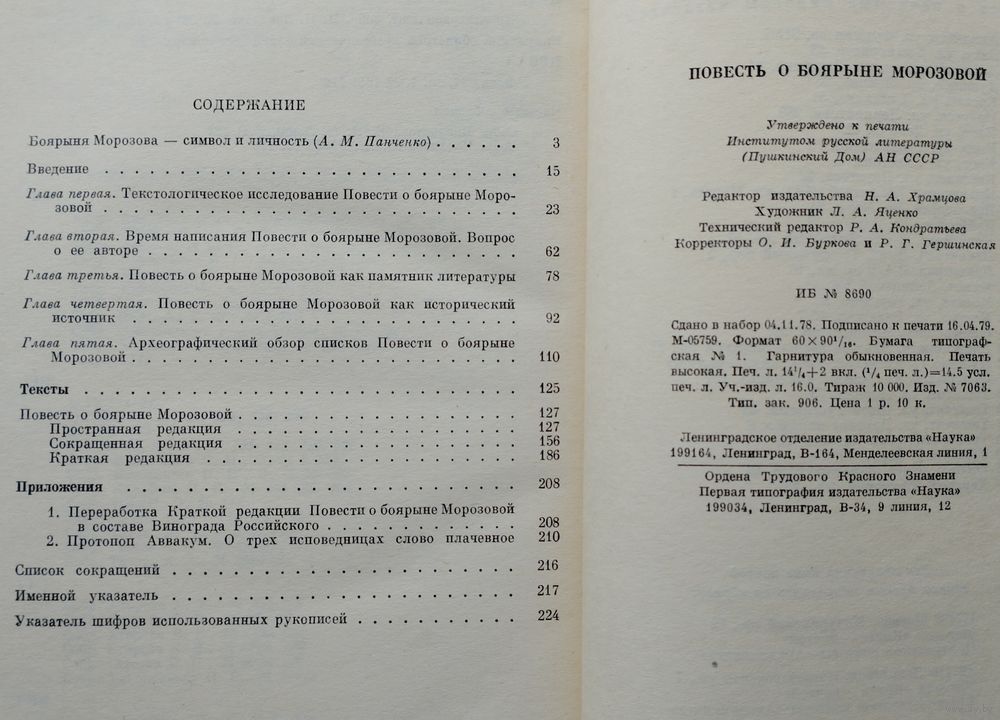 СОДЕРЖАНИЕ
Боярыня Морозова — символ и личность (А. М. Панченко) . . . . . . 3
Введение . . . . . . . . . . . . . . . . . . . . . . . . . . 15
Глава первая. Текстологическое исследование Повести о боярыне Моро-
зовой . . . . . . . . . . . . . . . . . . . . . . . . . . 23
Глава вторая. Время написания Повести о боярыне Морозовой. Вопрос
о ее авторе . . . . . . . . . . . . . . . . . . . . . . . 62
Глава третья. Повесть о боярыне Морозовой как памятник литературы 78
Глава четвертая. Повесть о боярыне Морозовой как исторический
источник . . . . . . . . . . . . . . . . . . . . . . . . 92
Глава пятая. Археографический обзор списков Повести о боярыне
Морозовой . . . . . . . . . . . . . . . . . . . . . . . . 110
Тексты . . . . . . . . . . . . . . . . . . . . . . . . . . . 125
Повесть о боярыне Морозовой . . . . . . . . . . . . . . . . . 127
Пространная редакция . . . . . . . . . . . . . . . . . . 127
Сокращенная редакция . . . . . . . . . . . . . . . . . . 156
Краткая редакция . . . . . . . . . . . . . . . . . . . . 186
Приложения . . . . . . . . . . . . . . . . . . . . . . . . . 208
1. Переработка Краткой редакции Повести о боярыне Морозовой
в составе Винограда Российского . . . . . . . . . . . . . 208
2. Протопоп Аввакум. О трех исповедницах слово плачевное 210
Список сокращений . . . . . . . . . . . . . . . . . . . . . . 216
Именной указатель . . . . . . . . . . . . . . . . . . . . . . 217
Указатель шифров использованных рукописей . . . . . . . . . . 224
ПОВЕСТЬ О БОЯРЫНЕ МОРОЗОВОЙ
Утверждено к печати
Институтом русской литературы
(Пушкинский Дом) АН СССР
Редактор издательства Н. А. Храмцова
Художник Л. А. Яценко
Технический редактор Р. А. Кондратьева
Корректоры О. И. Буркова и Р. Г. Гершинская
ИБ № 8690
Сдано в набор 04.11.78. Подписано к печати 16.04.79.
М-05759. Формат 60×90¹/₁₆. Бумага типограф-
ская № 1. Гарнитура обыкновенная. Печать
высокая. Печ. л. 14¹/₄+2 вкл. (¹/₄ печ. л.)=14.5 усл.
печ. л. Уч.-изд. л. 16.0. Тираж 10 000. Изд. № 7063.
Тип. зак. 906. Цена 1 р. 10 к.
Ленинградское отделение издательства «Наука»
199164, Ленинград, В-164, Менделеевская линия, 1
Ордена Трудового Красного Знамени
Первая типография издательства «Наука»
199034, Ленинград, В-34, 9 линия, 12